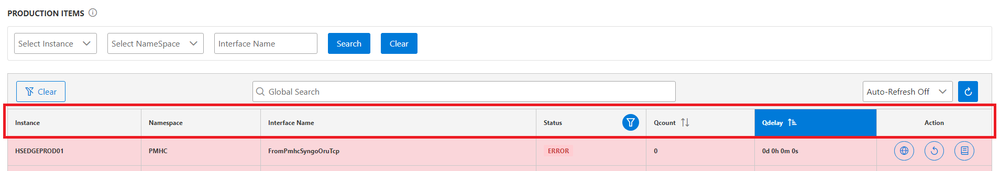 PRODUCTION ITEMS
Select Instance Select NameSpace Interface Name Search Clear
Clear Global Search Auto-Refresh Off
Instance Namespace Interface Name Status Qcount Qdelay Action
HSEDGEPROD01 PMHC FromPmhcSyngoOruTcp ERROR 0 0d 0h 0m 0s